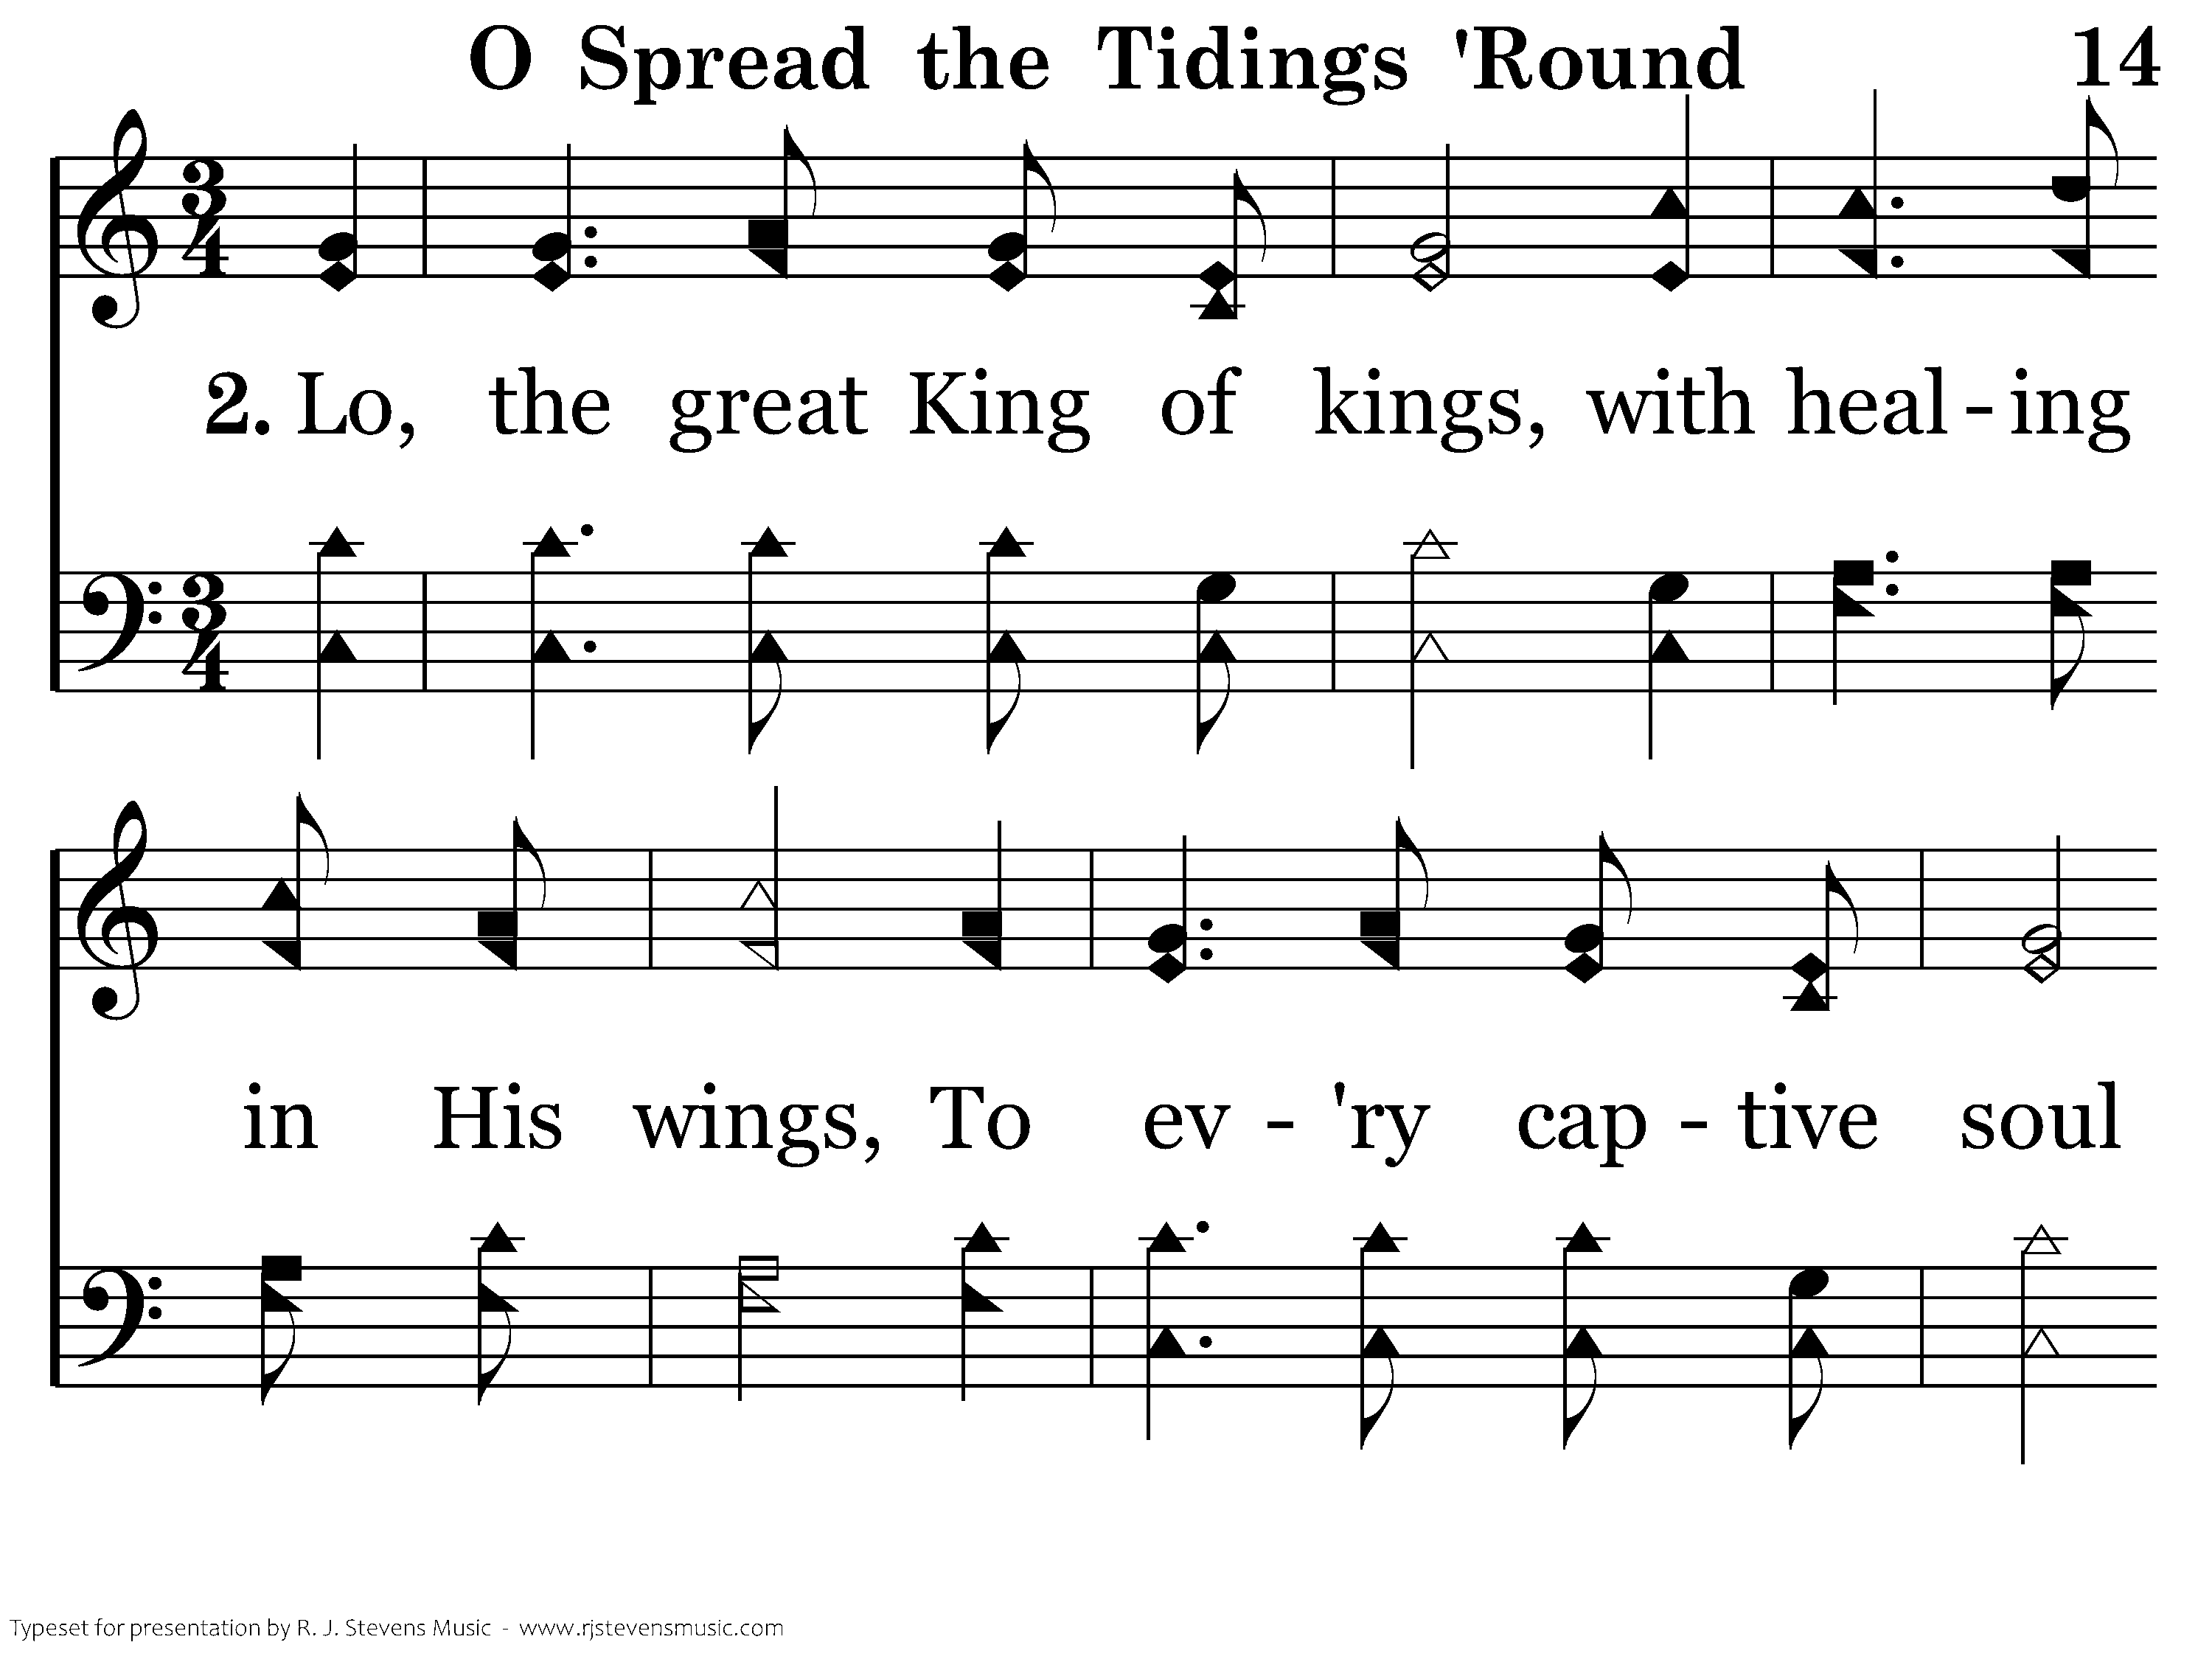 O Spread the Tidings 'Round 14
2. Lo, the great King of kings, with heal - ing
in His wings, To ev - 'ry cap - tive soul
Typeset for presentation by R. J. Stevens Music - www.rjstevensmusic.com